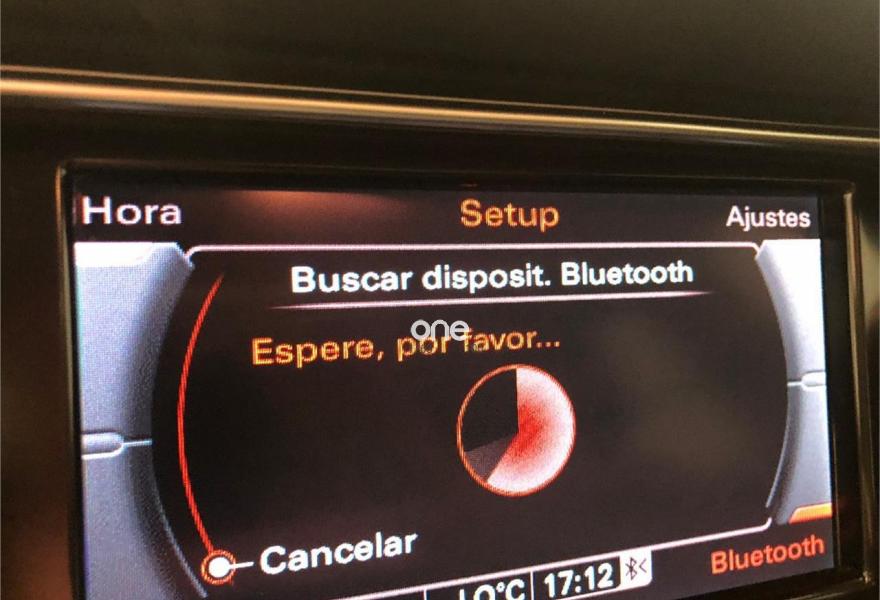 Hora Setup Ajustes
Buscar disposit. Bluetooth
one
Espere, por favor...
Cancelar
17:12
Bluetooth